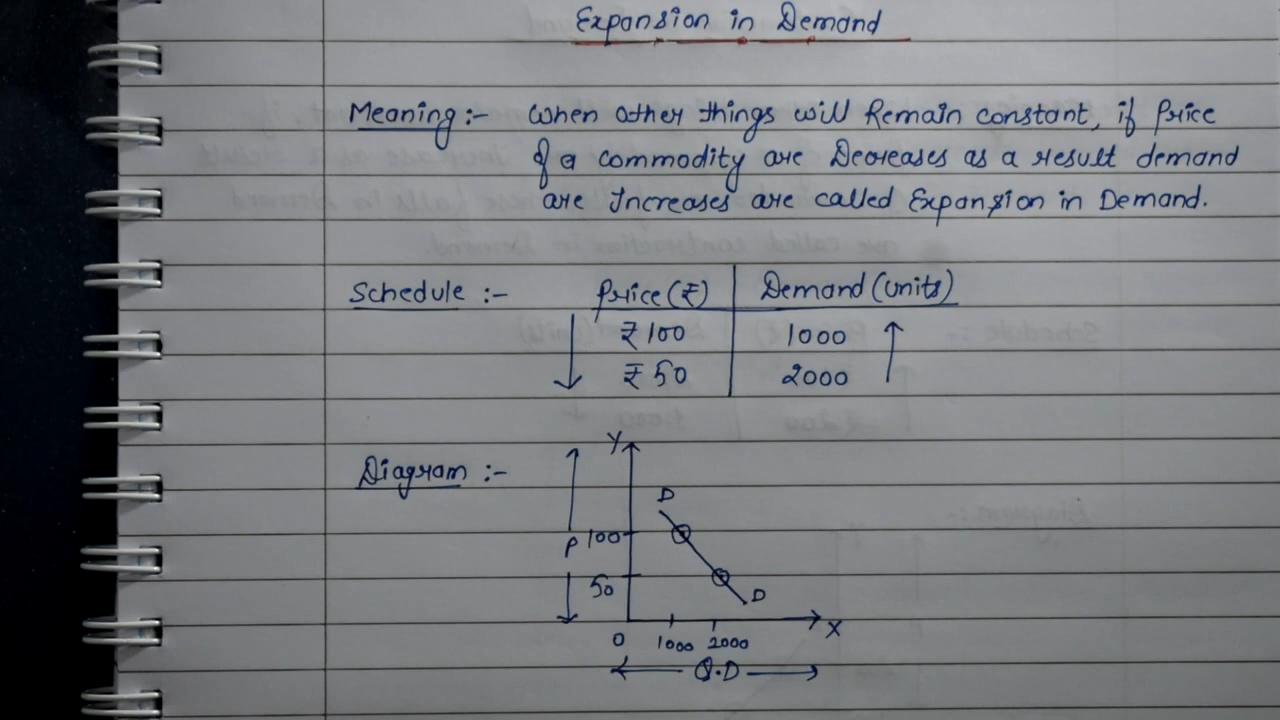 Expansion in Demand
Meaning :- When other things will Remain constant, if Price
of a commodity are Decreases as a result demand
are Increases are called Expansion in Demand.
Schedule :- Price (₹) Demand (units)
₹ 100 1000
₹ 50 2000
Diagram :-
Y
D
P 100
50
D
O 1000 2000 X
Q.D